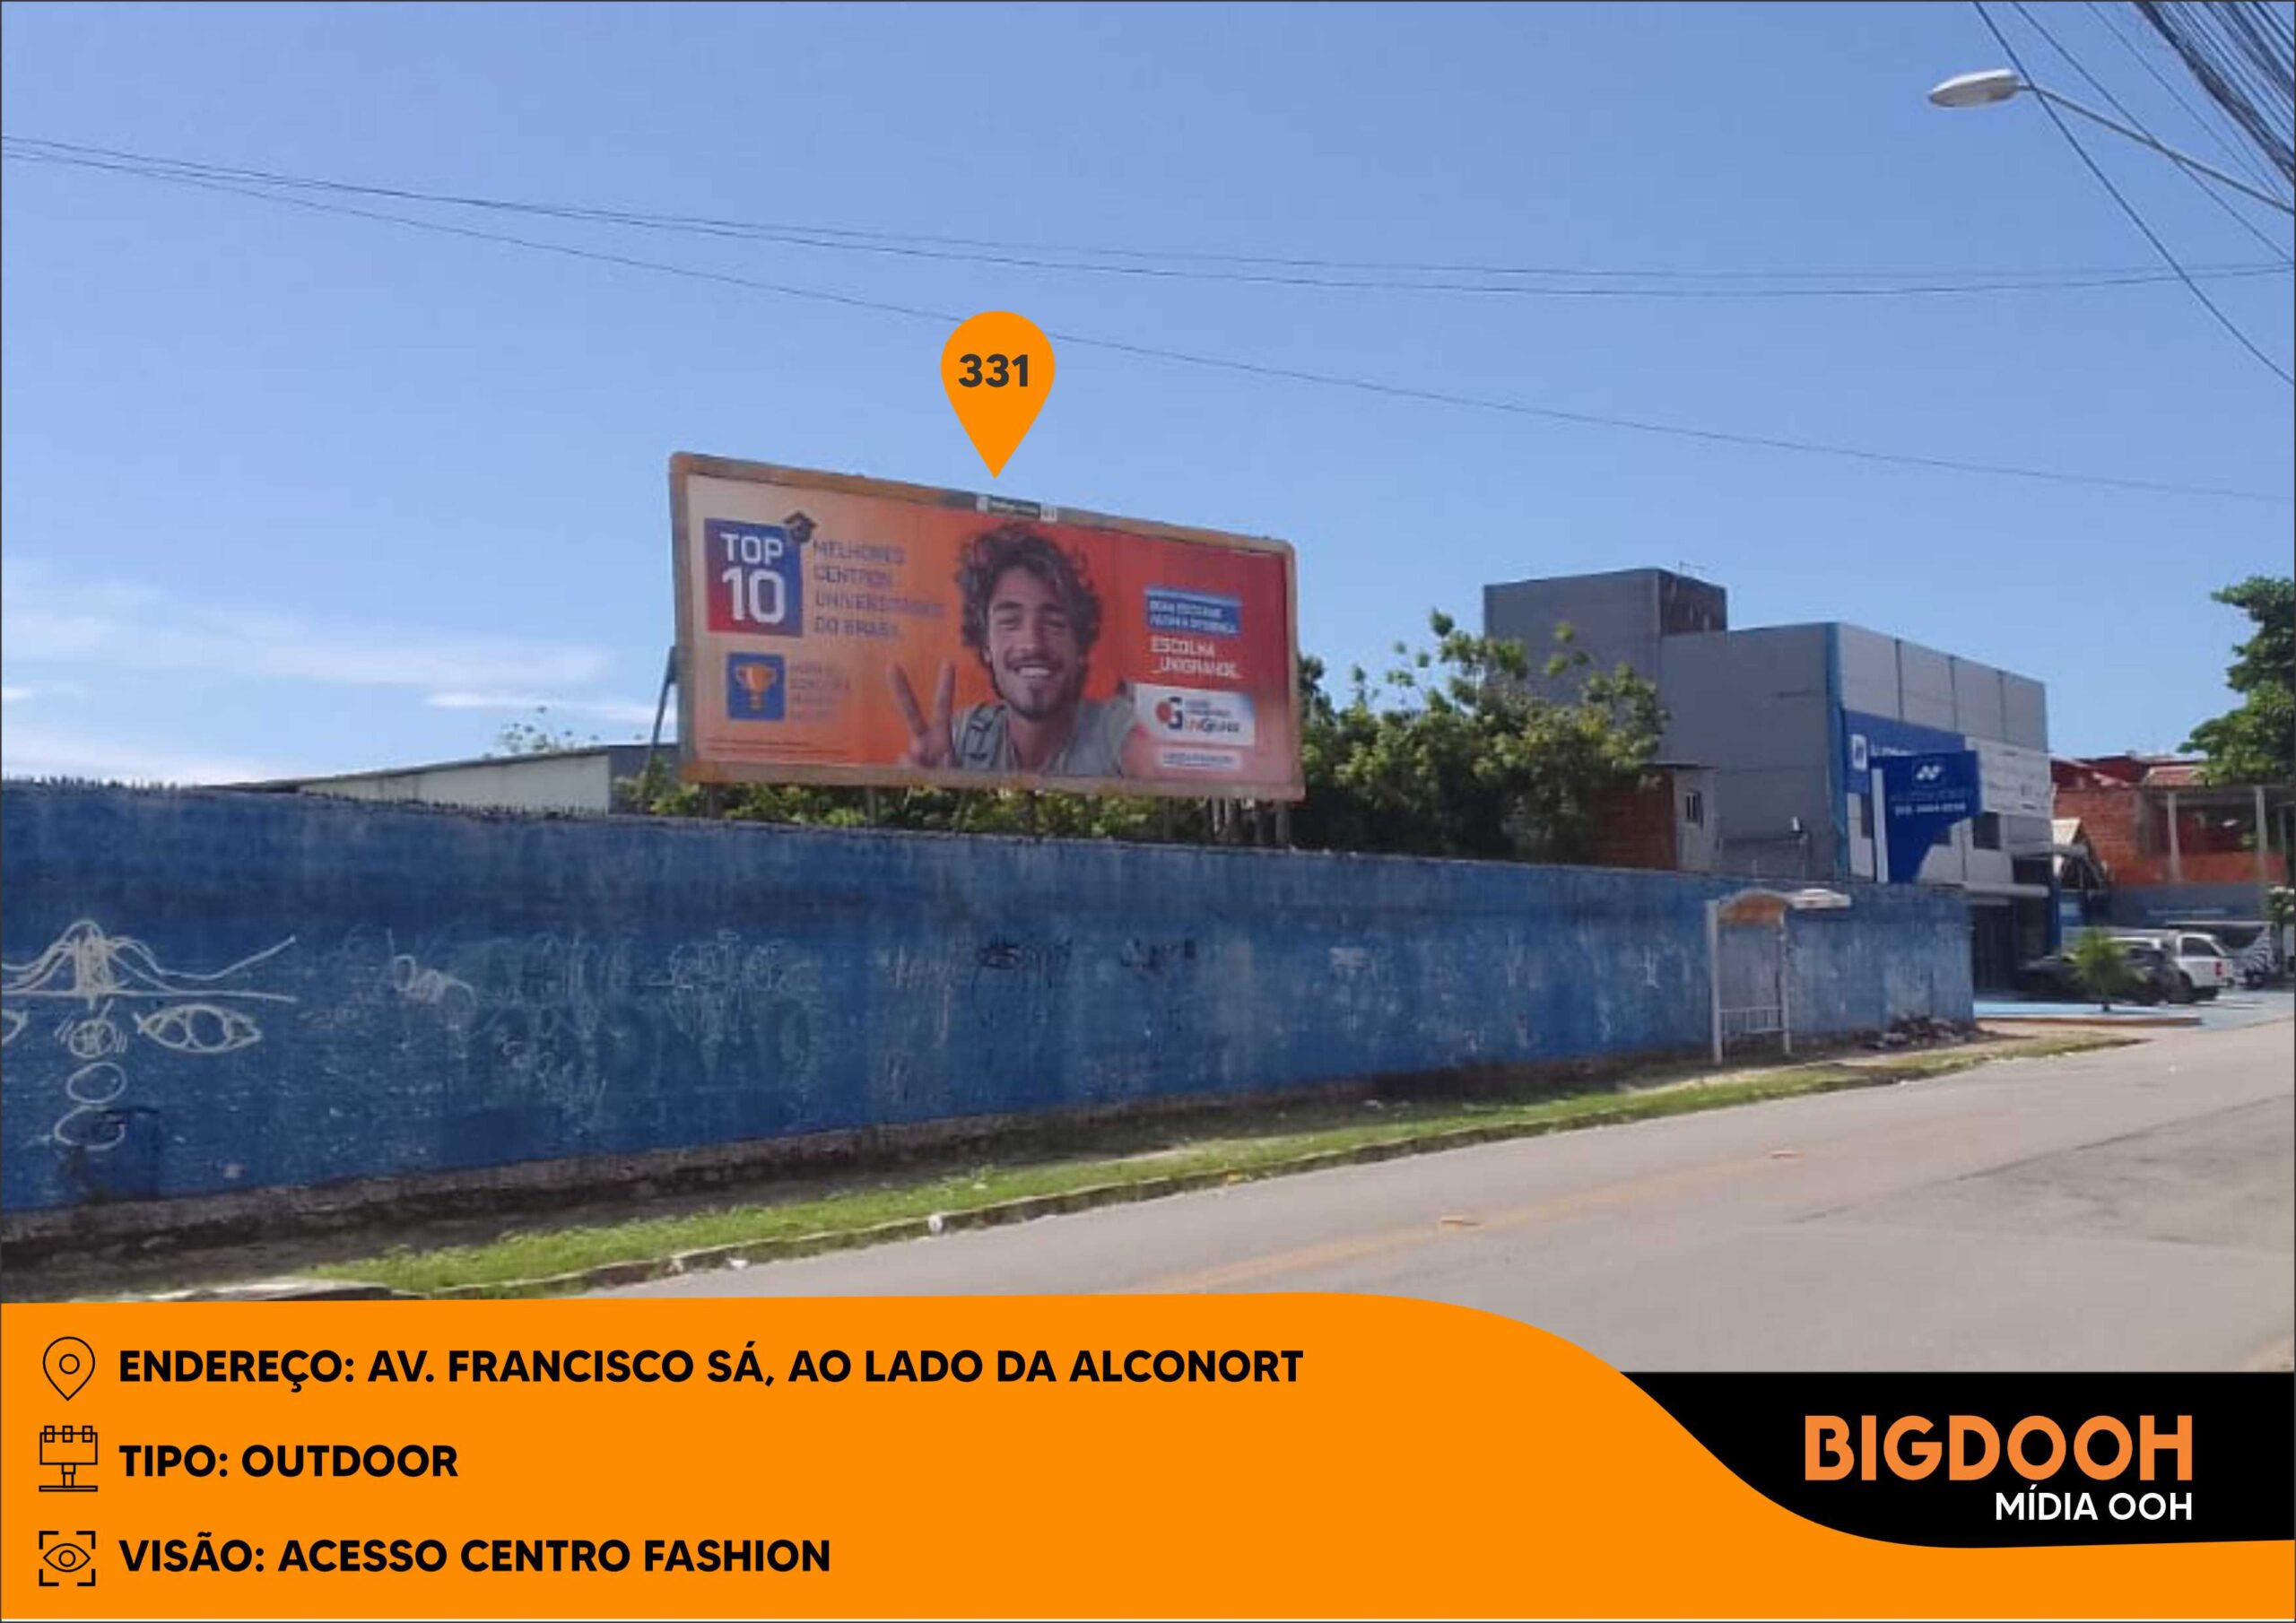 331
TOP
10
MELHORES
CENTROS
UNIVERSITÁRIOS
DO BRASIL
ESCOLHA
UNIGRANDE
ENDEREÇO: AV. FRANCISCO SÁ, AO LADO DA ALCONORT
TIPO: OUTDOOR
VISÃO: ACESSO CENTRO FASHION
BIGDOOH
MÍDIA OOH